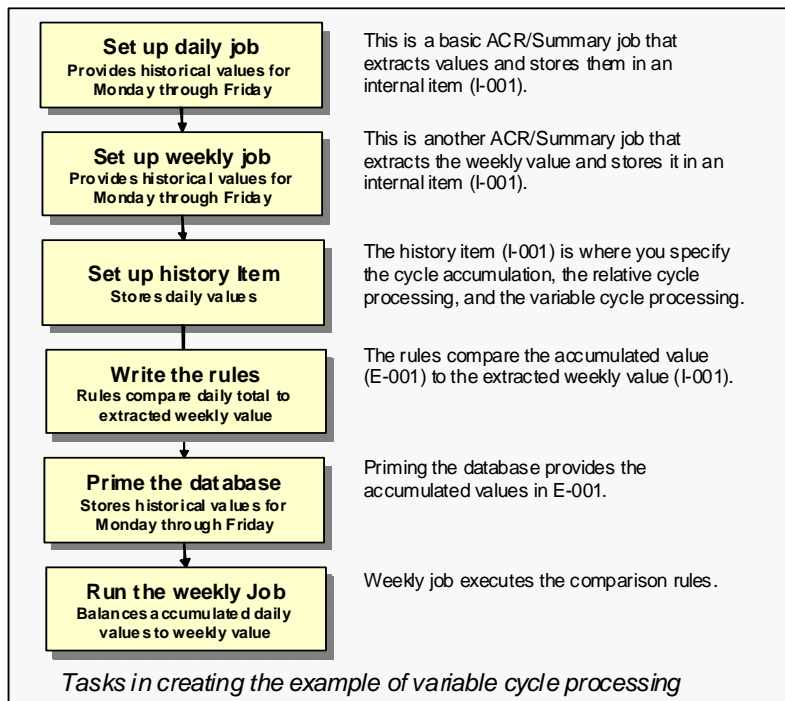 Set up daily job
Provides historical values for
Monday through Friday
This is a basic ACR/Summary job that
extracts values and stores them in an
internal item (I-001).
Set up weekly job
Provides historical values for
Monday through Friday
This is another ACR/Summary job that
extracts the weekly value and stores it in an
internal item (I-001).
Set up history Item
Stores daily values
The history item (I-001) is where you specify
the cycle accumulation, the relative cycle
processing, and the variable cycle processing.
Write the rules
Rules compare daily total to
extracted weekly value
The rules compare the accumulated value
(E-001) to the extracted weekly value (I-001).
Prime the database
Stores historical values for
Monday through Friday
Priming the database provides the
accumulated values in E-001.
Run the weekly Job
Balances accumulated daily
values to weekly value
Weekly job executes the comparison rules.
Tasks in creating the example of variable cycle processing